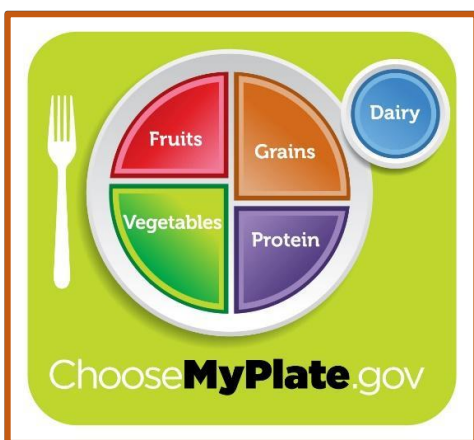 Fruits
Grains
Dairy
Vegetables
Protein
ChooseMyPlate.gov